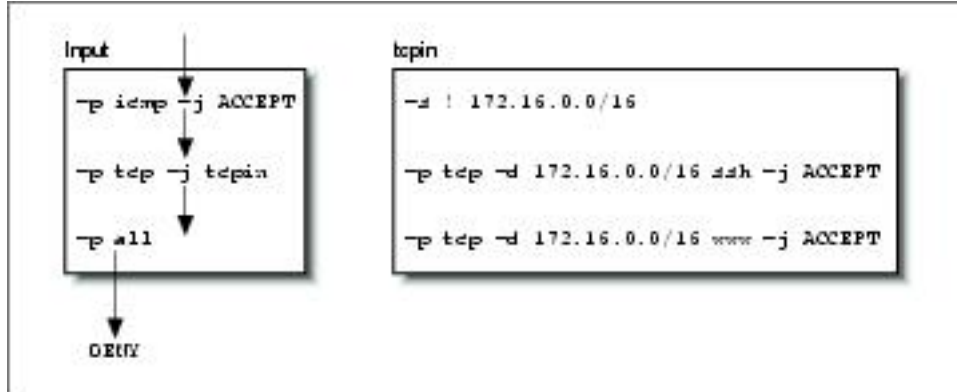 Input
-p icmp -j ACCEPT
-p tcp -j tcpin
-p all
DENY
tcpin
-s ! 172.16.0.0/16
-p tcp -d 172.16.0.0/16 ssh -j ACCEPT
-p tcp -d 172.16.0.0/16 www -j ACCEPT